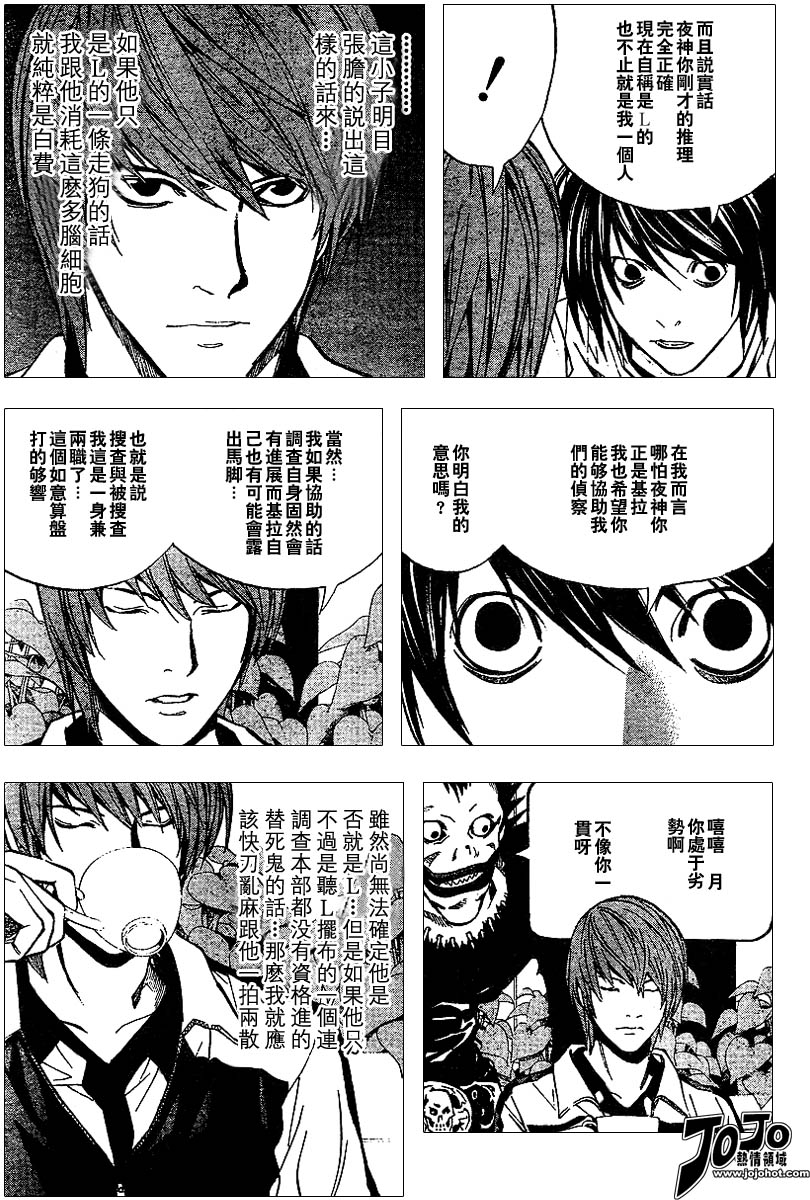 而且説實話
夜神你剛才的推理
完全正確
現在自稱是L的
也不止就是我一個人
！
…………
這小子明目
張膽的説出這
樣的話來…
如果他只
是L的一條走狗的話
我跟他消耗這麽多腦細胞
就純粹是白費
在我而言
哪怕夜神你
正是基拉
我也希望你
能够協助我
們的偵察
你明白我的
意思嗎？
當然…
我如果協助的話
調查自身固然會
有進展而基拉自
己也有可能會露
出馬脚…
也就是説
搜查與被搜查
我這是一身兼
兩職了…
這個如意算盤
打的够響
嘻嘻 月
你處于劣
勢啊
不像你一
貫呀
雖然尚無法確定他是
否就是L…但是如果他只
不過是聽L擺布的一個連
調查本部都没有資格進的
替死鬼的話…那麽我就應
該快刃亂麻跟他一拍兩散
JOJO
熱情領域
www.jojohot.com